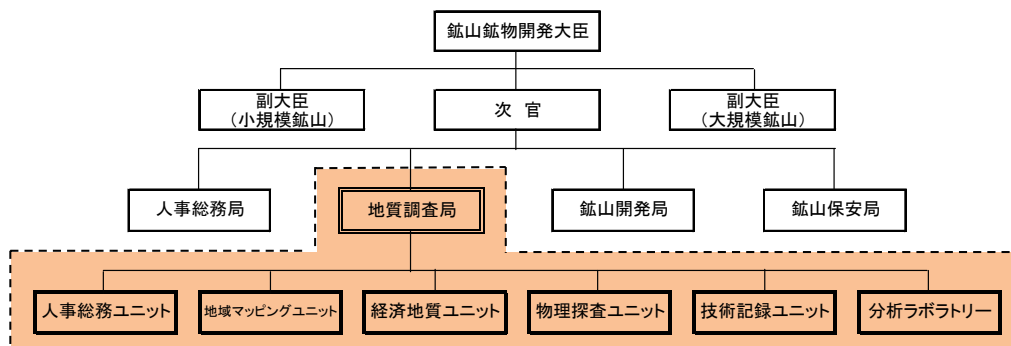 鉱山鉱物開発大臣
副大臣
（小規模鉱山）
次 官
副大臣
（大規模鉱山）
人事総務局
地質調査局
鉱山開発局
鉱山保安局
人事総務ユニット
地域マッピングユニット
経済地質ユニット
物理探査ユニット
技術記録ユニット
分析ラボラトリー